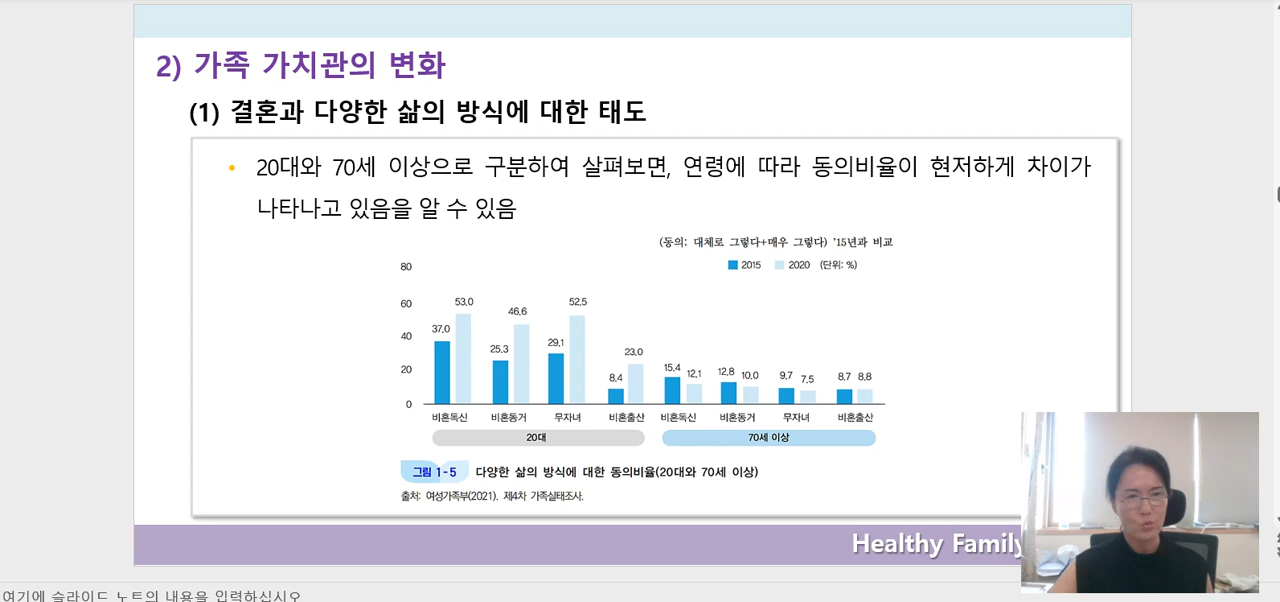 2) 가족 가치관의 변화
(1) 결혼과 다양한 삶의 방식에 대한 태도
• 20대와 70세 이상으로 구분하여 살펴보면, 연령에 따라 동의비율이 현저하게 차이가
나타나고 있음을 알 수 있음
(동의: 대체로 그렇다+매우 그렇다) '15년과 비교
2015 2020 (단위: %)
80
60
40
20
0
37.0 53.0 25.3 46.6 29.1 52.5 8.4 23.0 15.4 12.1 12.8 10.0 9.7 7.5 8.7 8.8
비혼독신 비혼동거 무자녀 비혼출산 비혼독신 비혼동거 무자녀 비혼출산
20대 70세 이상
그림 1-5 다양한 삶의 방식에 대한 동의비율(20대와 70세 이상)
출처: 여성가족부(2021). 제4차 가족실태조사.
Healthy Family
여기에 슬라이드 노트의 내용을 입력하십시오